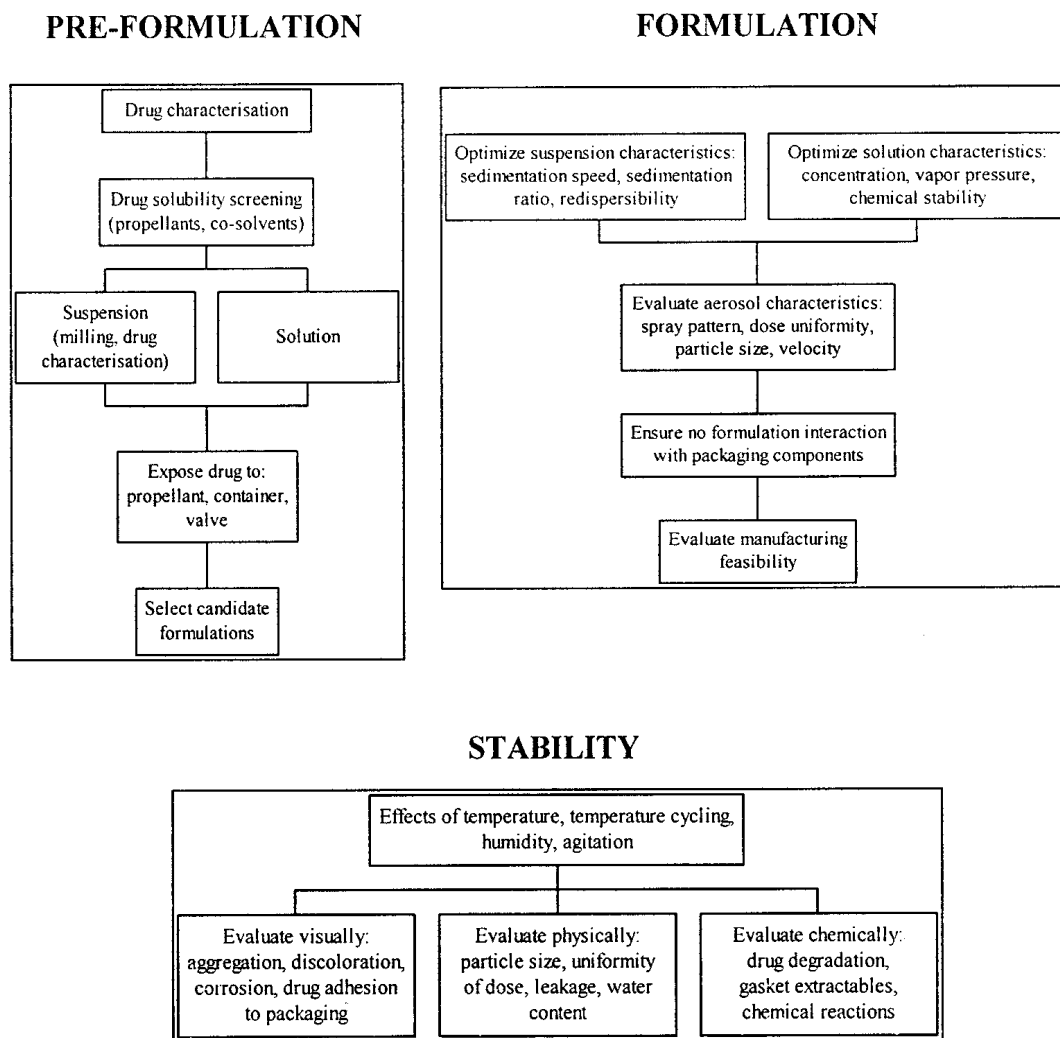 PRE-FORMULATION
Drug characterisation
Drug solubility screening
(propellants, co-solvents)
Suspension
(milling, drug
characterisation)
Solution
Expose drug to:
propellant, container,
valve
Select candidate
formulations
FORMULATION
Optimize suspension characteristics:
sedimentation speed, sedimentation
ratio, redispersibility
Optimize solution characteristics:
concentration, vapor pressure,
chemical stability
Evaluate aerosol characteristics:
spray pattern, dose uniformity,
particle size, velocity
Ensure no formulation interaction
with packaging components
Evaluate manufacturing
feasibility
STABILITY
Effects of temperature, temperature cycling,
humidity, agitation
Evaluate visually:
aggregation, discoloration,
corrosion, drug adhesion
to packaging
Evaluate physically:
particle size, uniformity
of dose, leakage, water
content
Evaluate chemically:
drug degradation,
gasket extractables,
chemical reactions